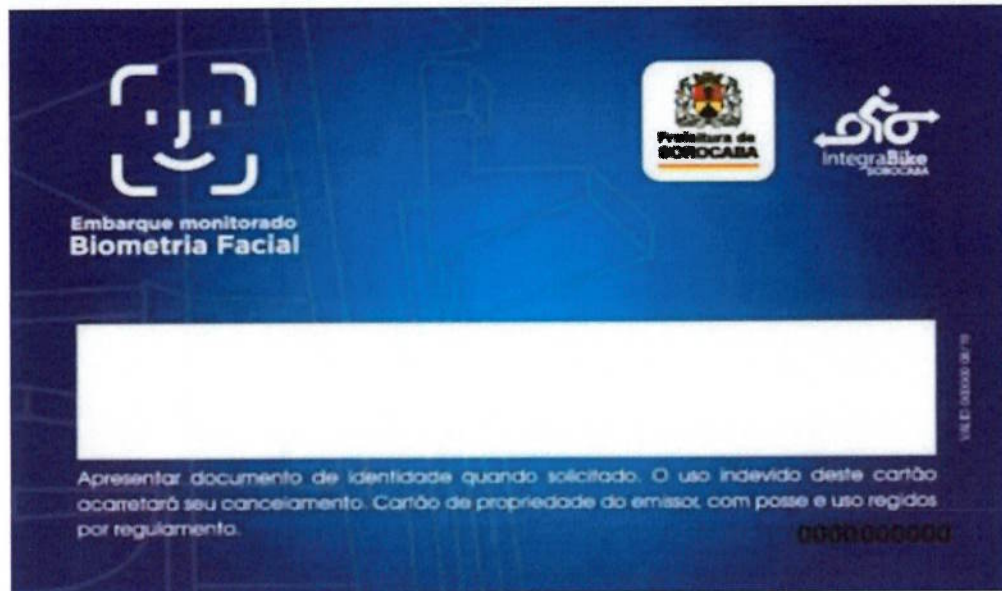 Embarque monitorado
Biometria Facial
Prefeitura de
SOROCABA
IntegraBike
SOROCABA
Apresentar documento de identidade quando solicitado. O uso indevido deste cartão
acarretará seu cancelamento. Cartão de propriedade do emissor, com posse e uso regidos
por regulamento.
0000000000